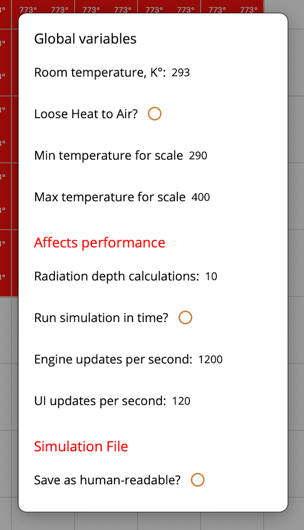 773° 773° 773° 773° 773° 773°
Global variables
Room temperature, K°: 293
Loose Heat to Air?
Min temperature for scale 290
Max temperature for scale 400
Affects performance
Radiation depth calculations: 10
Run simulation in time?
Engine updates per second: 1200
UI updates per second: 120
Simulation File
Save as human-readable?